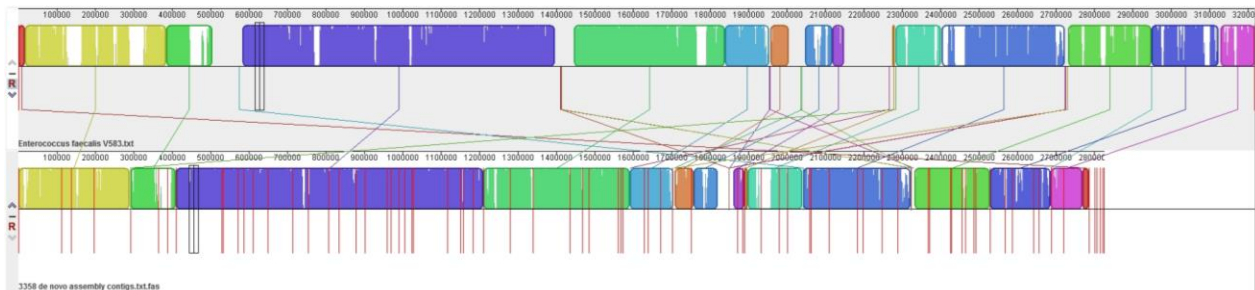 100000 200000 300000 400000 500000 600000 700000 800000 900000 1000000 1100000 1200000 1300000 1400000 1500000 1600000 1700000 1800000 1900000 2000000 2100000 2200000 2300000 2400000 2500000 2600000 2700000 2800000 2900000 3000000 3100000 3200000
R
Enterococcus faecalis V583.txt
100000 200000 300000 400000 500000 600000 700000 800000 900000 1000000 1100000 1200000 1300000 1400000 1500000 1600000 1700000 1800000 1900000 2000000 2100000 2200000 2300000 2400000 2500000 2600000 2700000
R
3358 de novo assembly contigs.txt.fas